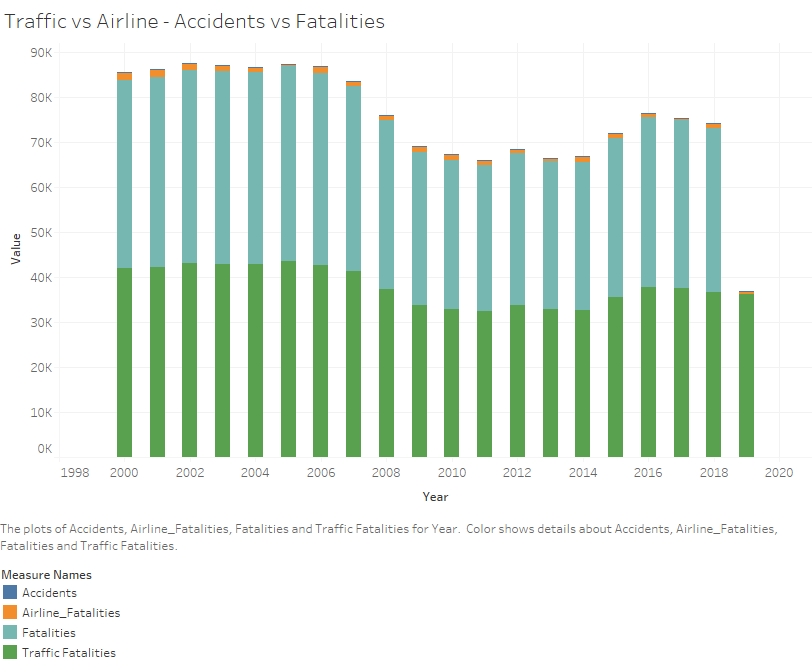 Traffic vs Airline - Accidents vs Fatalities
90K
80K
70K
60K
50K
40K
30K
20K
10K
0K
Value
1998 2000 2002 2004 2006 2008 2010 2012 2014 2016 2018 2020
Year
The plots of Accidents, Airline_Fatalities, Fatalities and Traffic Fatalities for Year. Color shows details about Accidents, Airline_Fatalities,
Fatalities and Traffic Fatalities.
Measure Names
Accidents
Airline_Fatalities
Fatalities
Traffic Fatalities